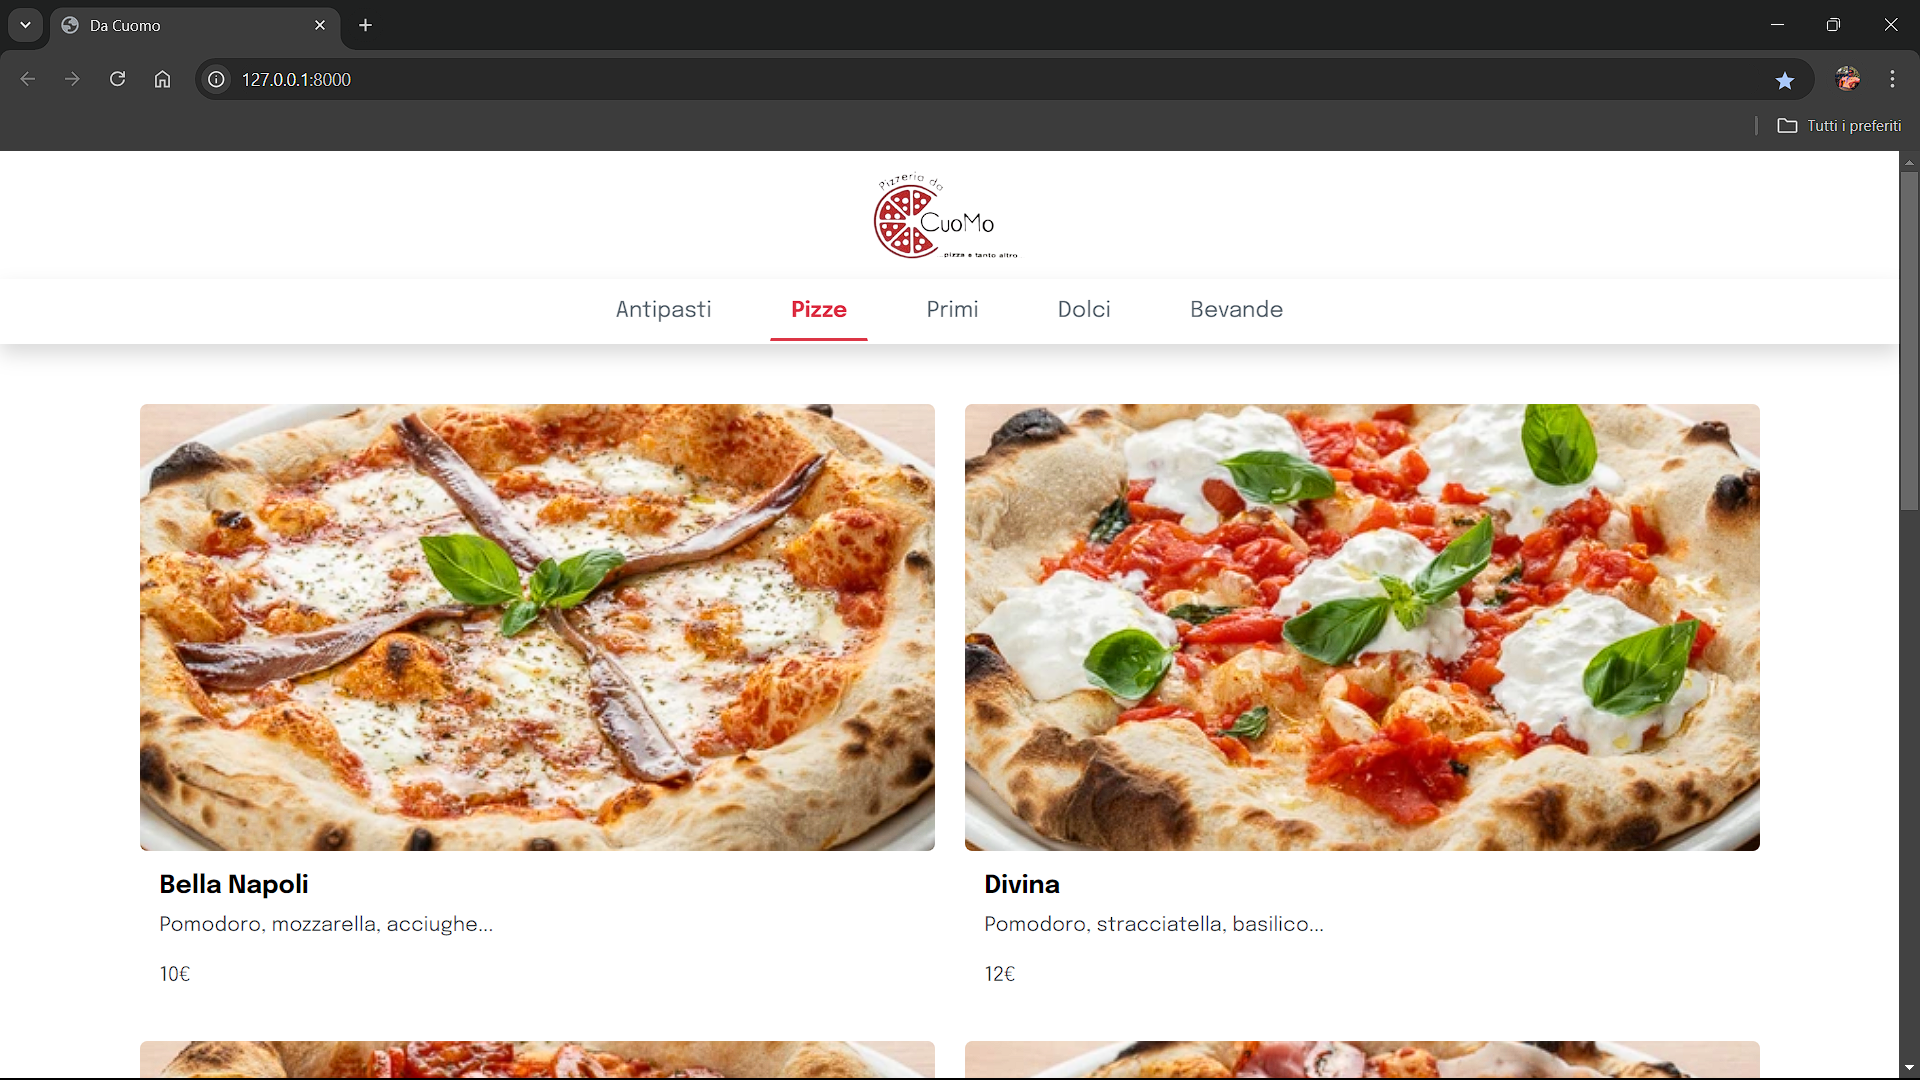 Da Cuomo
127.0.0.1:8000
Tutti i preferiti
Pizzeria da
CuoMo
...pizza e tanto altro
Antipasti Pizze Primi Dolci Bevande
Bella Napoli
Pomodoro, mozzarella, acciughe...
10€
Divina
Pomodoro, stracciatella, basilico...
12€